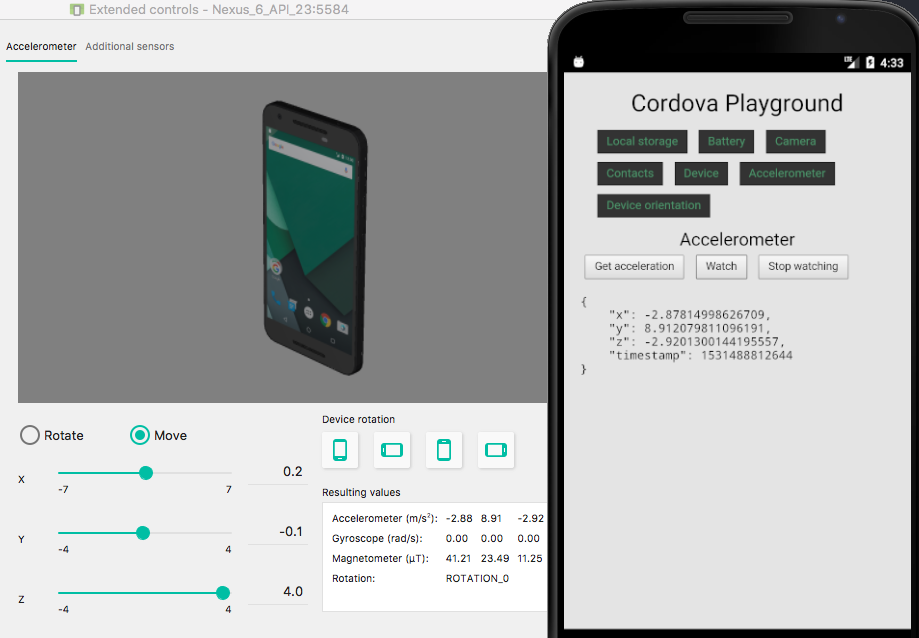 Extended controls - Nexus_6_API_23:5584
Accelerometer Additional sensors
Rotate Move
X
0.2
-7 7
Y
-0.1
-4 4
Z
4.0
-4 4
Device rotation
Resulting values
Accelerometer (m/s²): -2.88 8.91 -2.92
Gyroscope (rad/s): 0.00 0.00 0.00
Magnetometer (μT): 41.21 23.49 11.25
Rotation: ROTATION_0
LTE 4:33
Cordova Playground
Local storage Battery Camera
Contacts Device Accelerometer
Device orientation
Accelerometer
Get acceleration Watch Stop watching
{
"x": -2.87814998626709,
"y": 8.912079811096191,
"z": -2.9201300144195557,
"timestamp": 1531488812644
}